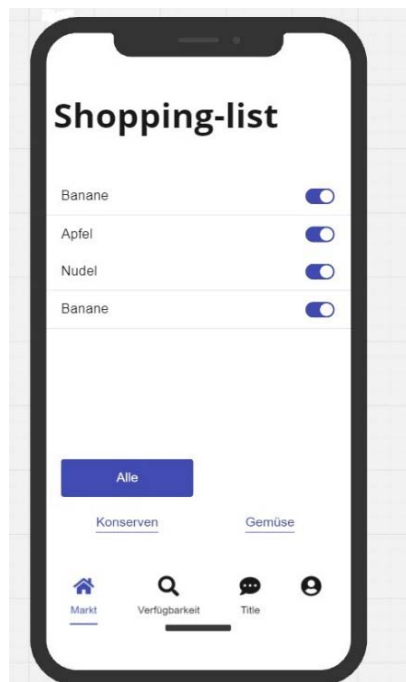 Shopping-list
Banane
Apfel
Nudel
Banane
Alle
Konserven Gemüse
Markt Verfügbarkeit Title